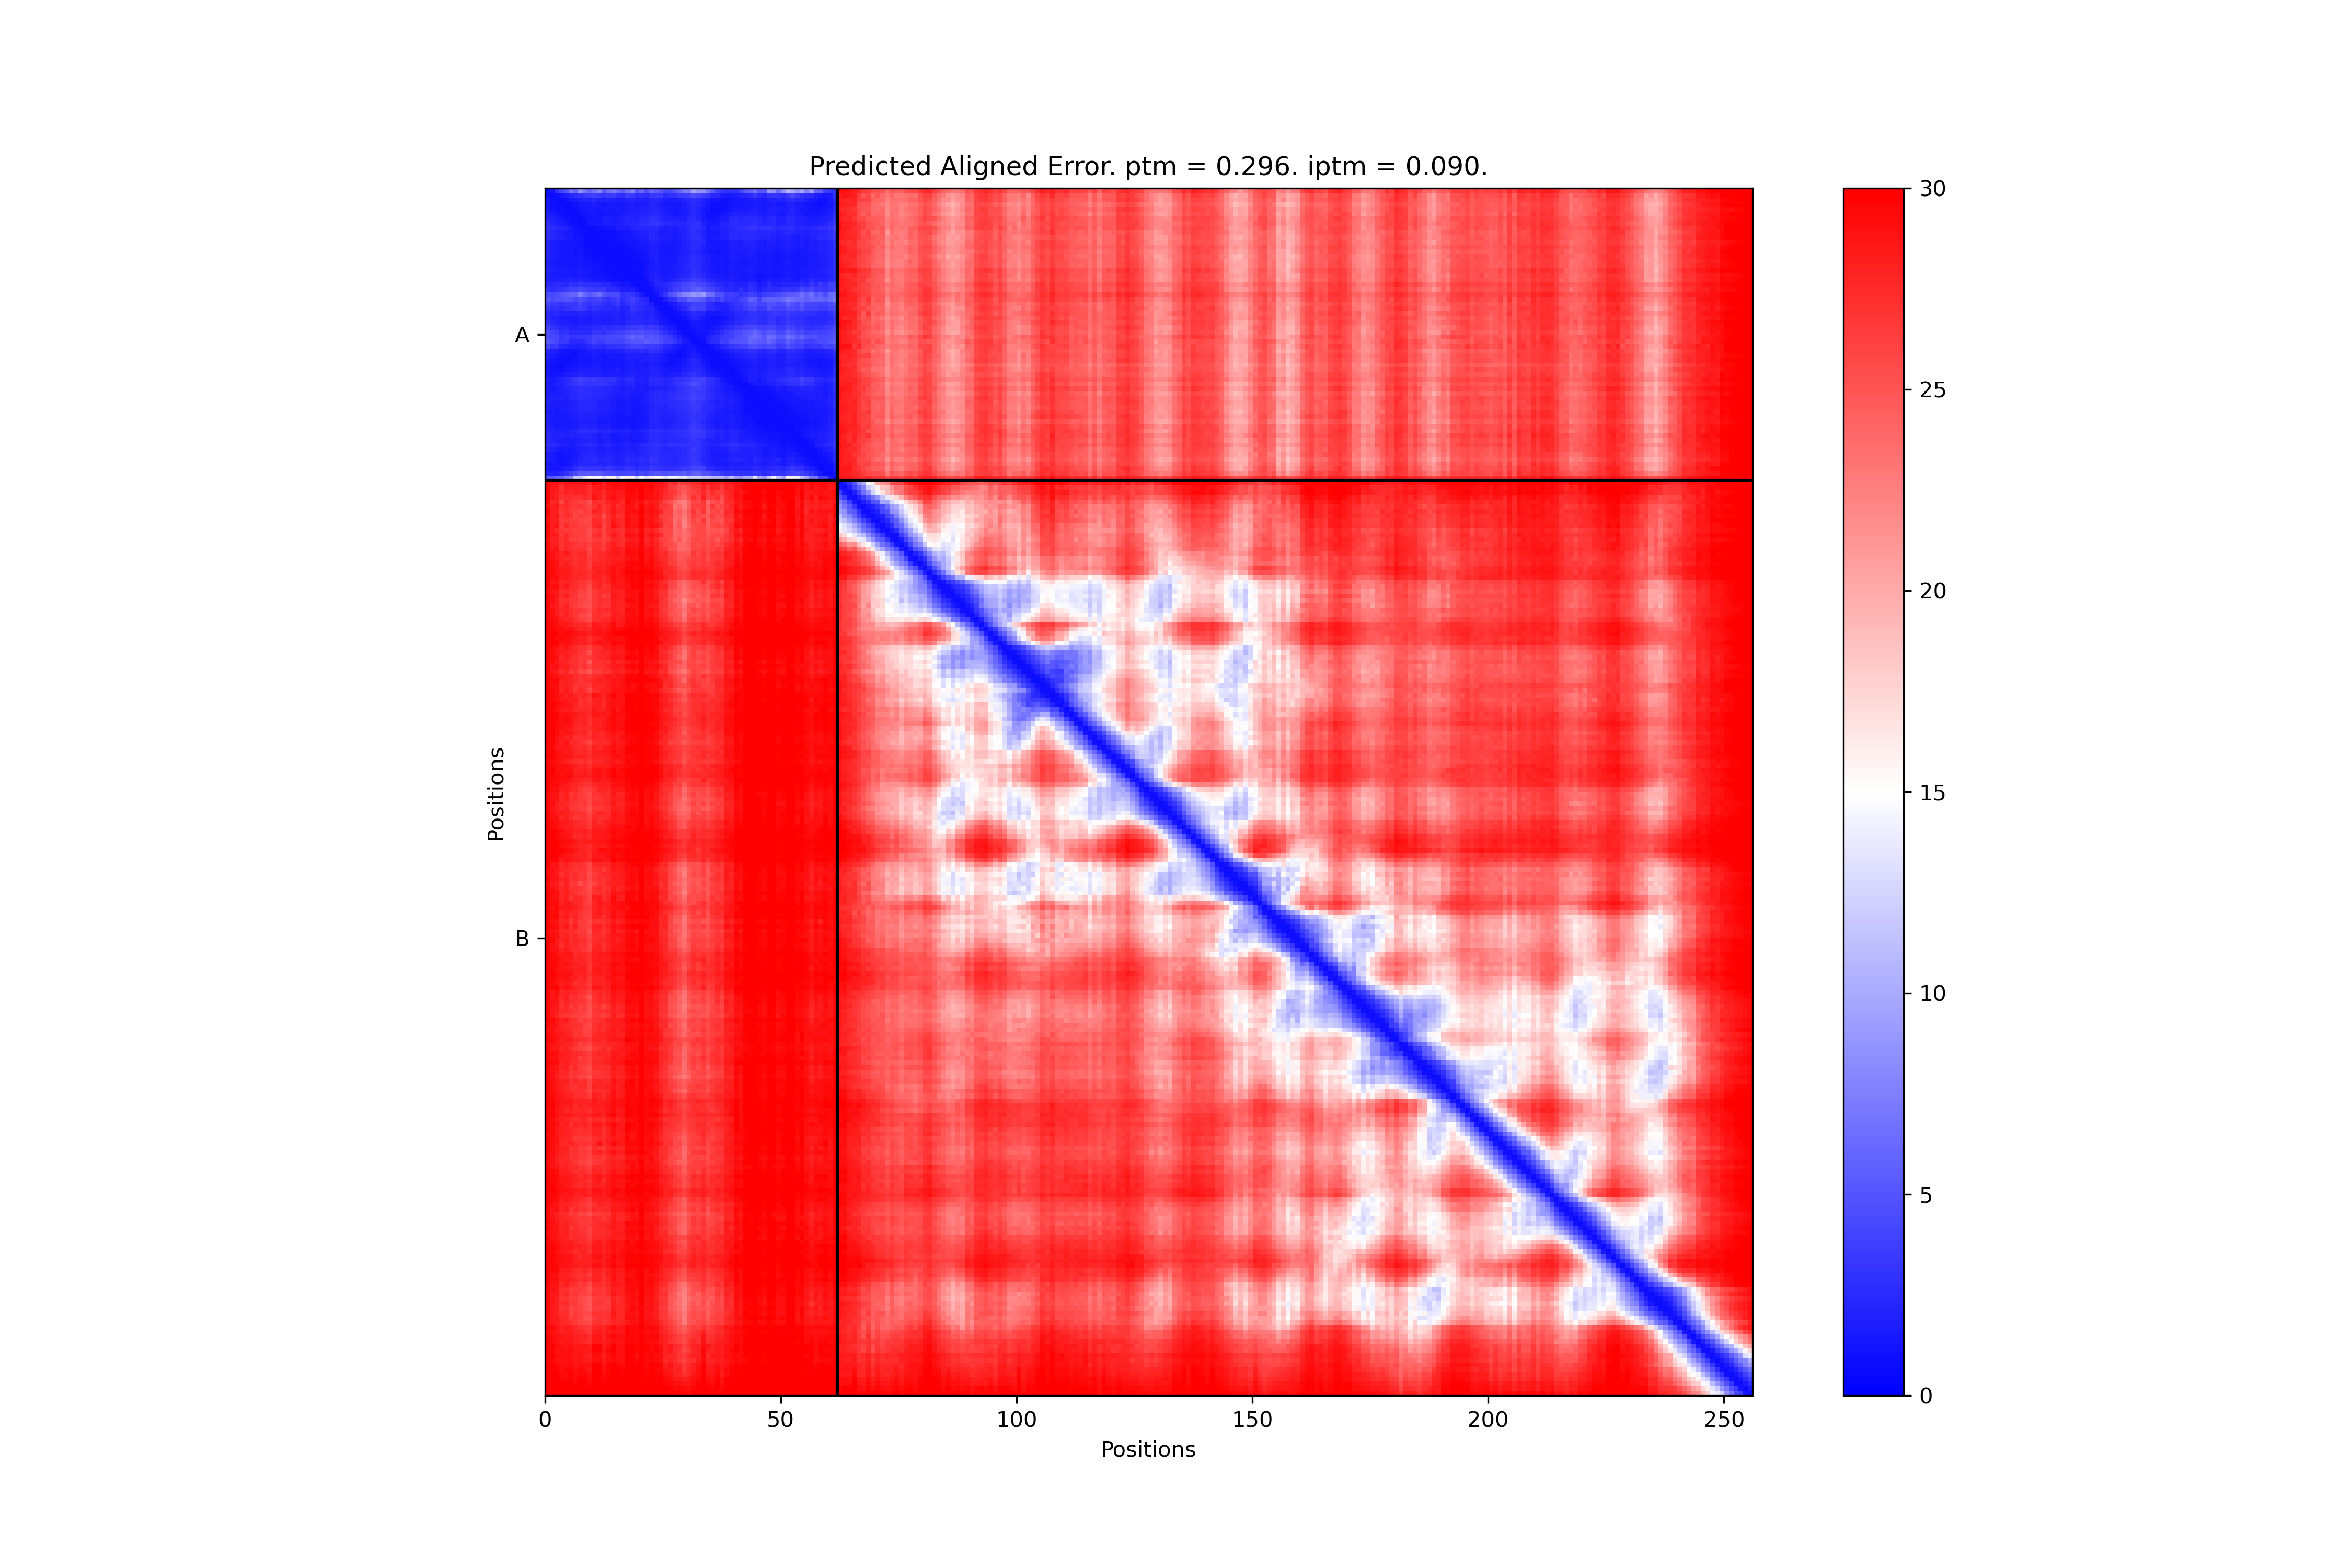 Predicted Aligned Error. ptm = 0.296. iptm = 0.090.
A
B
Positions
0 50 100 150 200 250
Positions
30
25
20
15
10
5
0